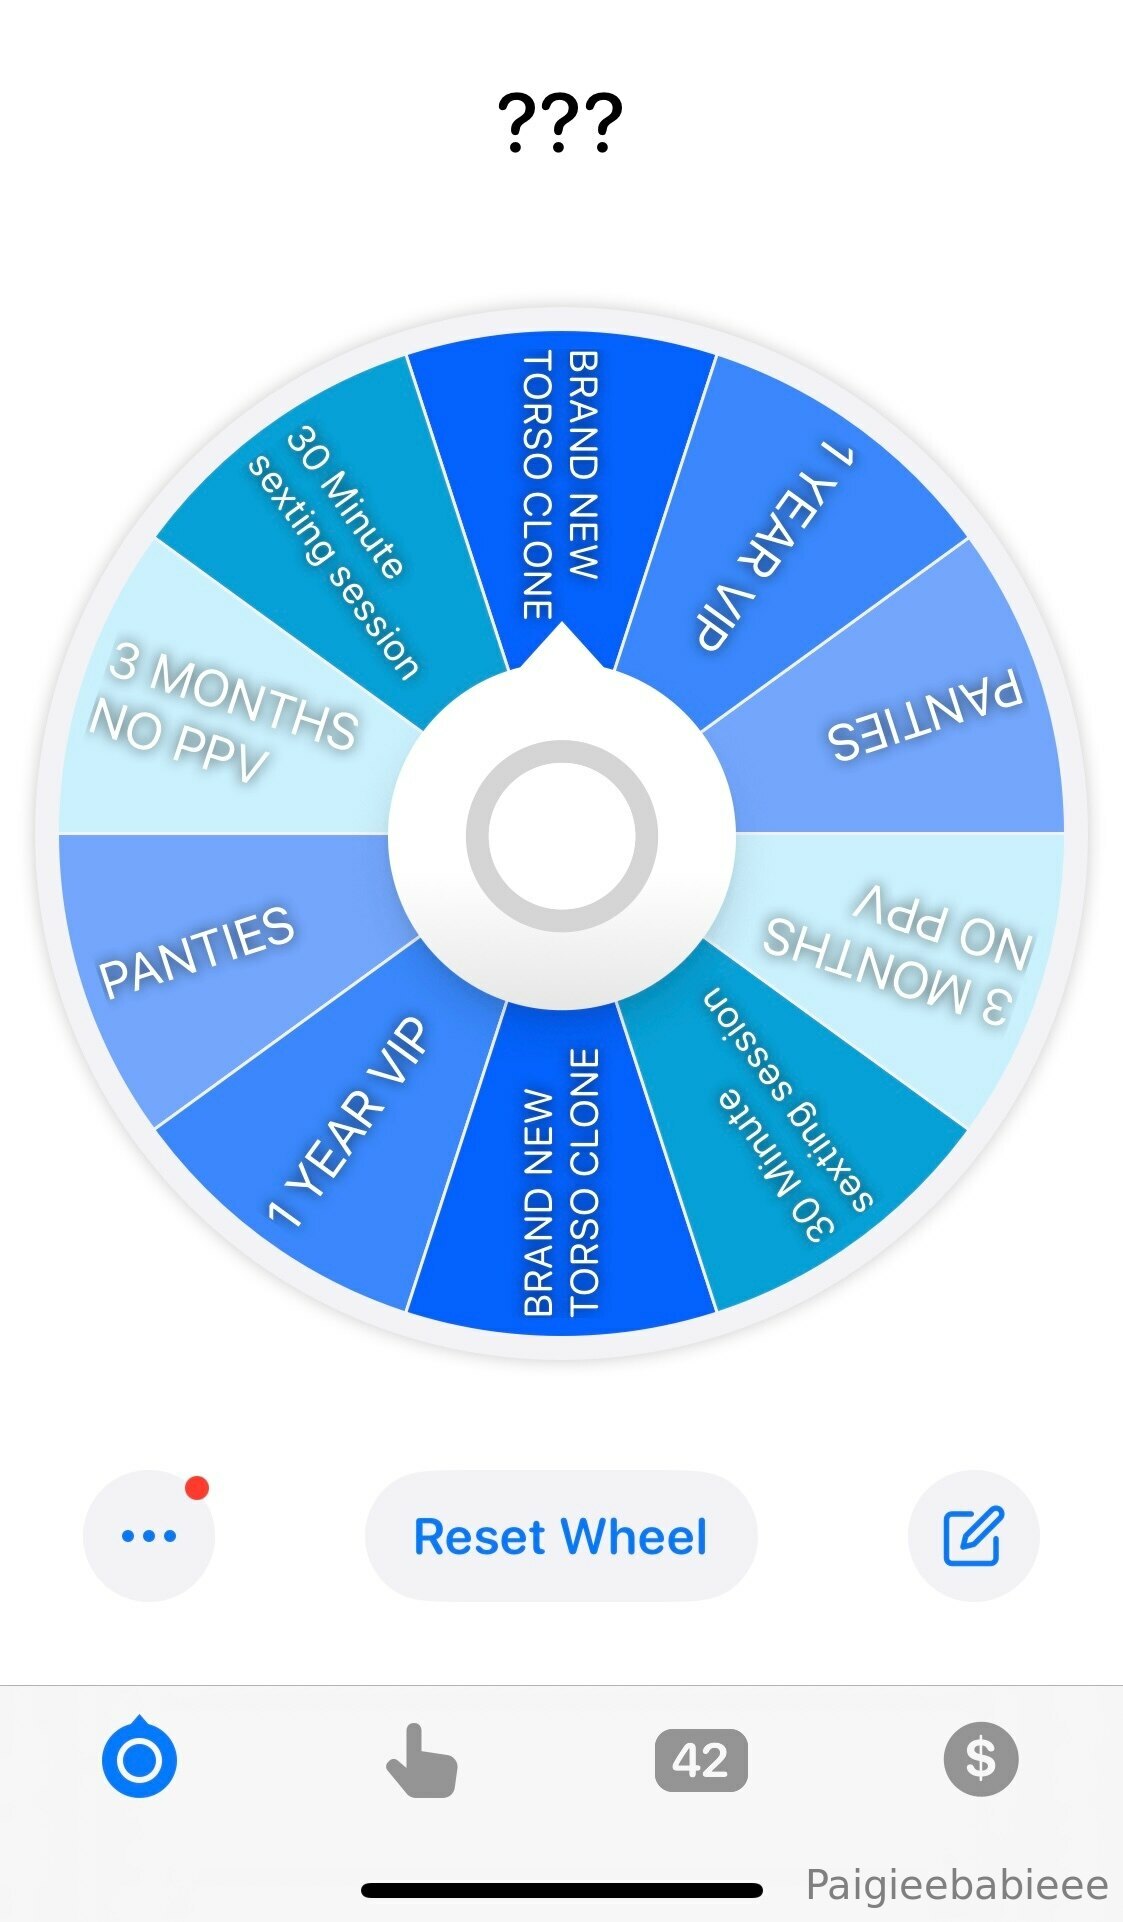 ???
BRAND NEW
TORSO CLONE
1 YEAR VIP
PANTIES
3 MONTHS
NO PPV
30 Minute
sexting session
BRAND NEW
TORSO CLONE
1 YEAR VIP
PANTIES
3 MONTHS
NO PPV
30 Minute
sexting session
Reset Wheel
42
$
Paigieebabieee